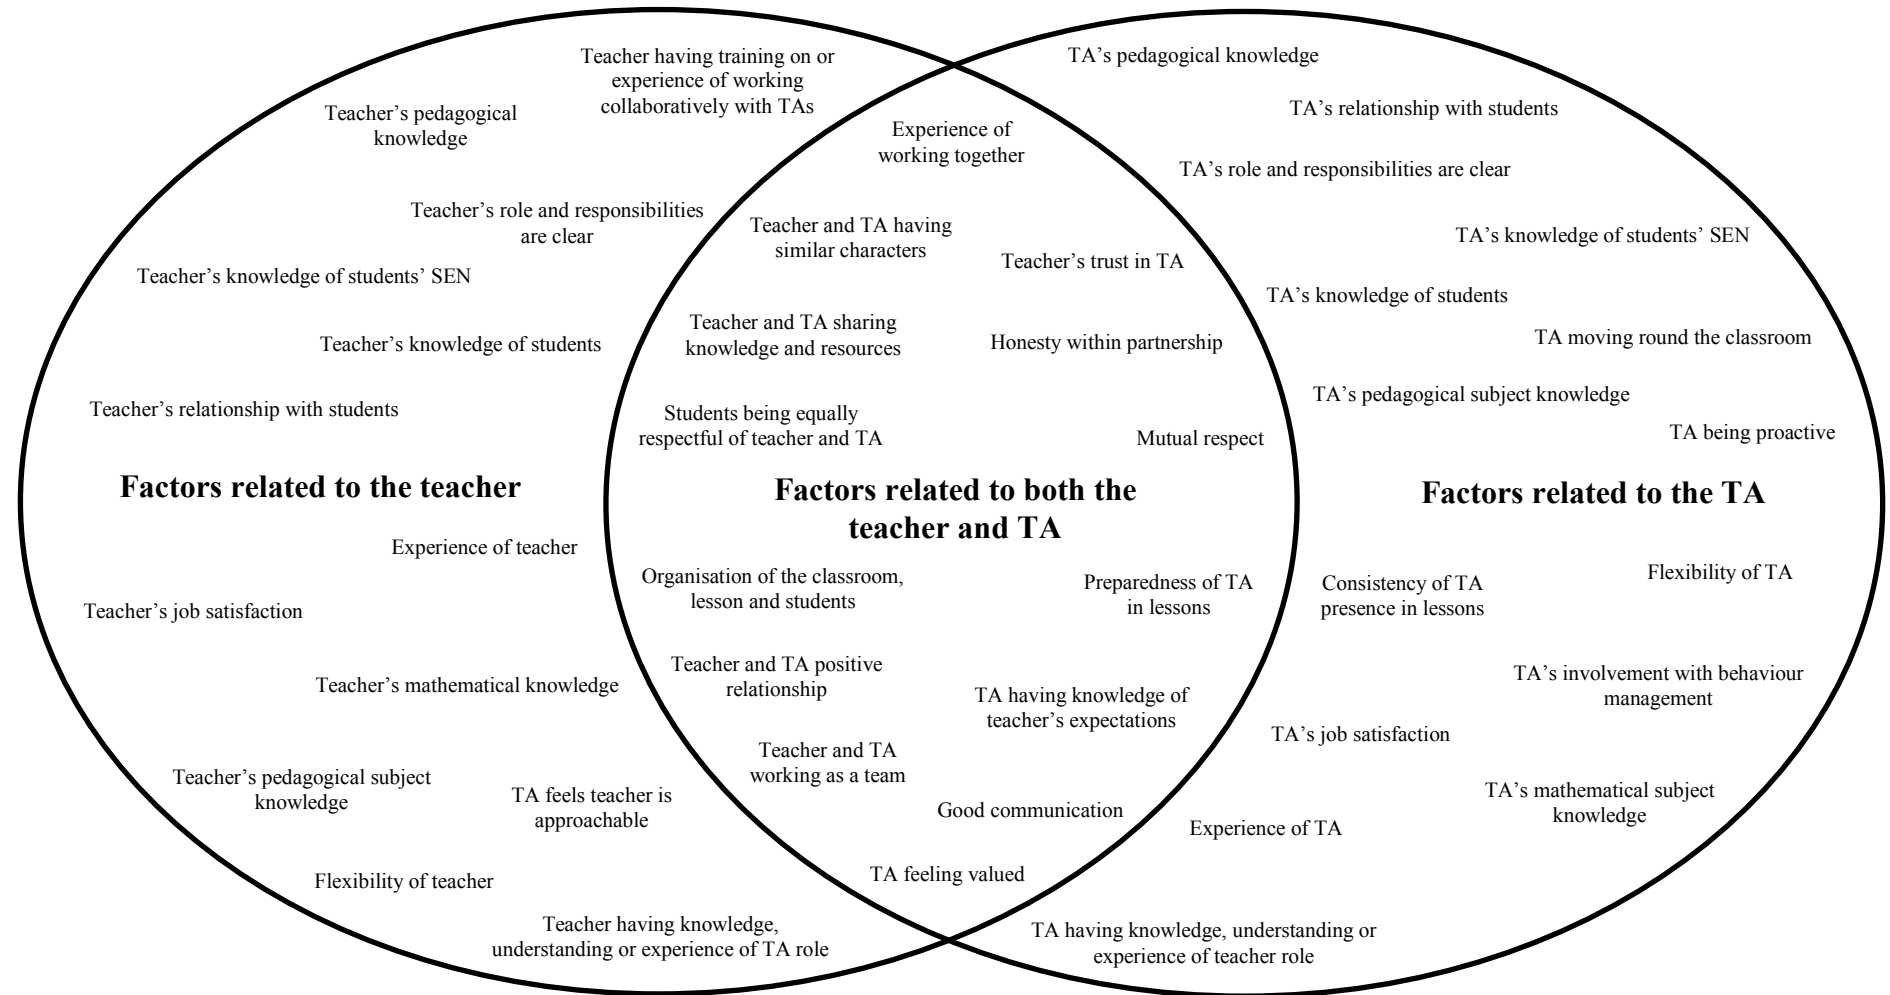 Teacher having training on or
experience of working
collaboratively with TAs
Teacher’s pedagogical
knowledge
Teacher’s role and responsibilities
are clear
Teacher’s knowledge of students’ SEN
Teacher’s knowledge of students
Teacher’s relationship with students
Factors related to the teacher
Experience of teacher
Teacher’s job satisfaction
Teacher’s mathematical knowledge
Teacher’s pedagogical subject
knowledge
TA feels teacher is
approachable
Flexibility of teacher
Teacher having knowledge,
understanding or experience of TA role
Experience of
working together
Teacher and TA having
similar characters
Teacher’s trust in TA
Teacher and TA sharing
knowledge and resources
Honesty within partnership
Students being equally
respectful of teacher and TA
Mutual respect
Factors related to both the
teacher and TA
Organisation of the classroom,
lesson and students
Preparedness of TA
in lessons
Teacher and TA positive
relationship
TA having knowledge of
teacher’s expectations
Teacher and TA
working as a team
Good communication
TA feeling valued
TA’s pedagogical knowledge
TA’s relationship with students
TA’s role and responsibilities are clear
TA’s knowledge of students’ SEN
TA’s knowledge of students
TA moving round the classroom
TA’s pedagogical subject knowledge
TA being proactive
Factors related to the TA
Flexibility of TA
Consistency of TA
presence in lessons
TA’s involvement with behaviour
management
TA’s job satisfaction
TA’s mathematical subject
knowledge
Experience of TA
TA having knowledge, understanding or
experience of teacher role